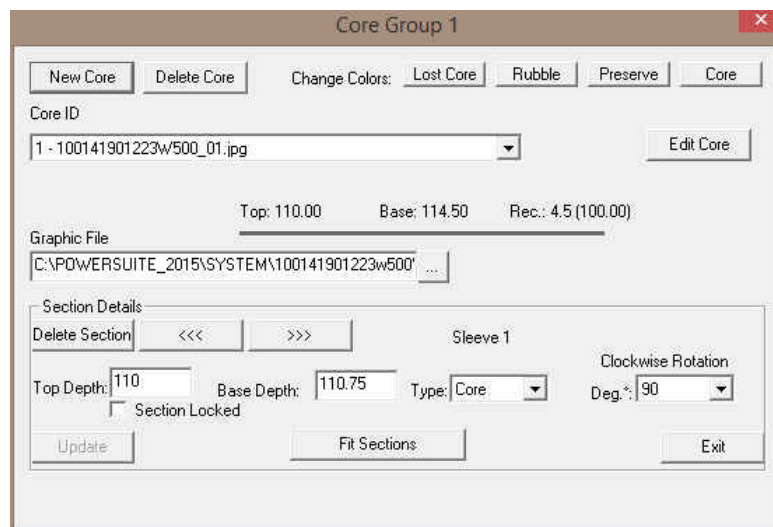 Core Group 1
New Core Delete Core Change Colors: Lost Core Rubble Preserve Core
Core ID
1 - 100141901223W500_01.jpg Edit Core
Top: 110.00 Base: 114.50 Rec.: 4.5 (100.00)
Graphic File
C:\POWERSUITE_2015\SYSTEM\100141901223w500' ...
Section Details
Delete Section <<< >>> Sleeve 1
Clockwise Rotation
Top Depth: 110 Base Depth: 110.75 Type: Core Deg.*: 90
Section Locked
Update Fit Sections Exit